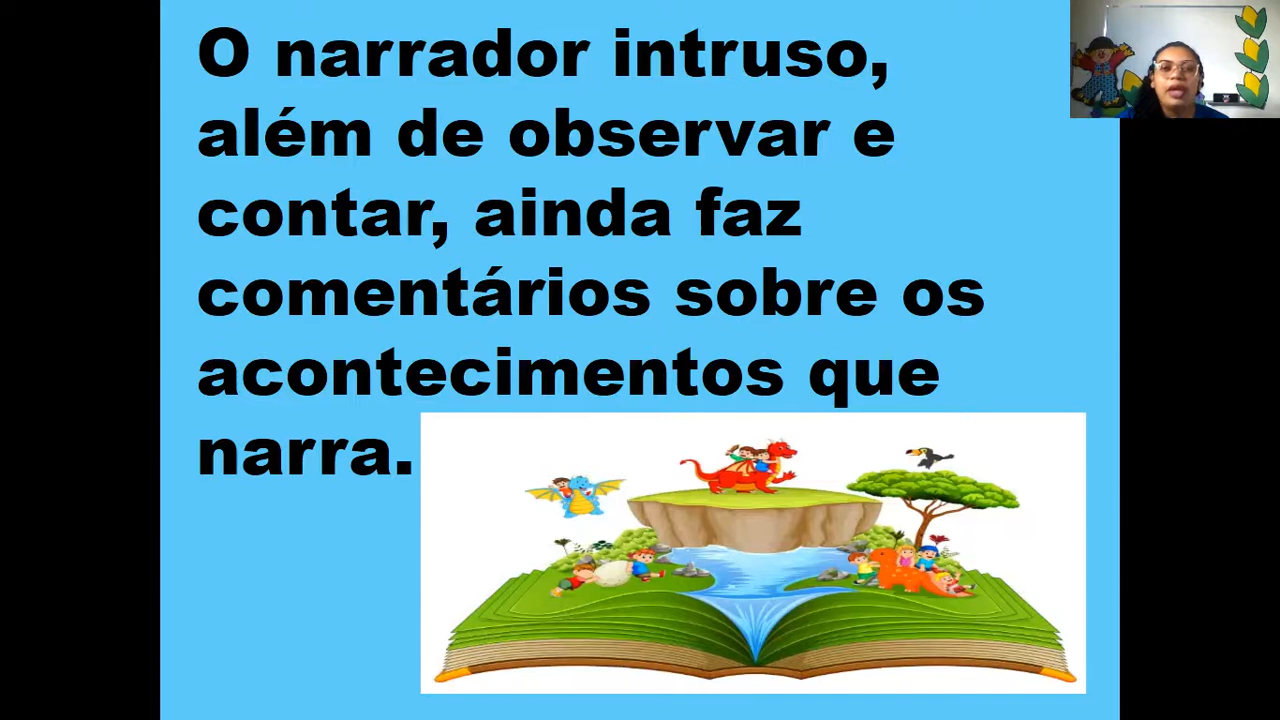 O narrador intruso,
além de observar e
contar, ainda faz
comentários sobre os
acontecimentos que
narra.